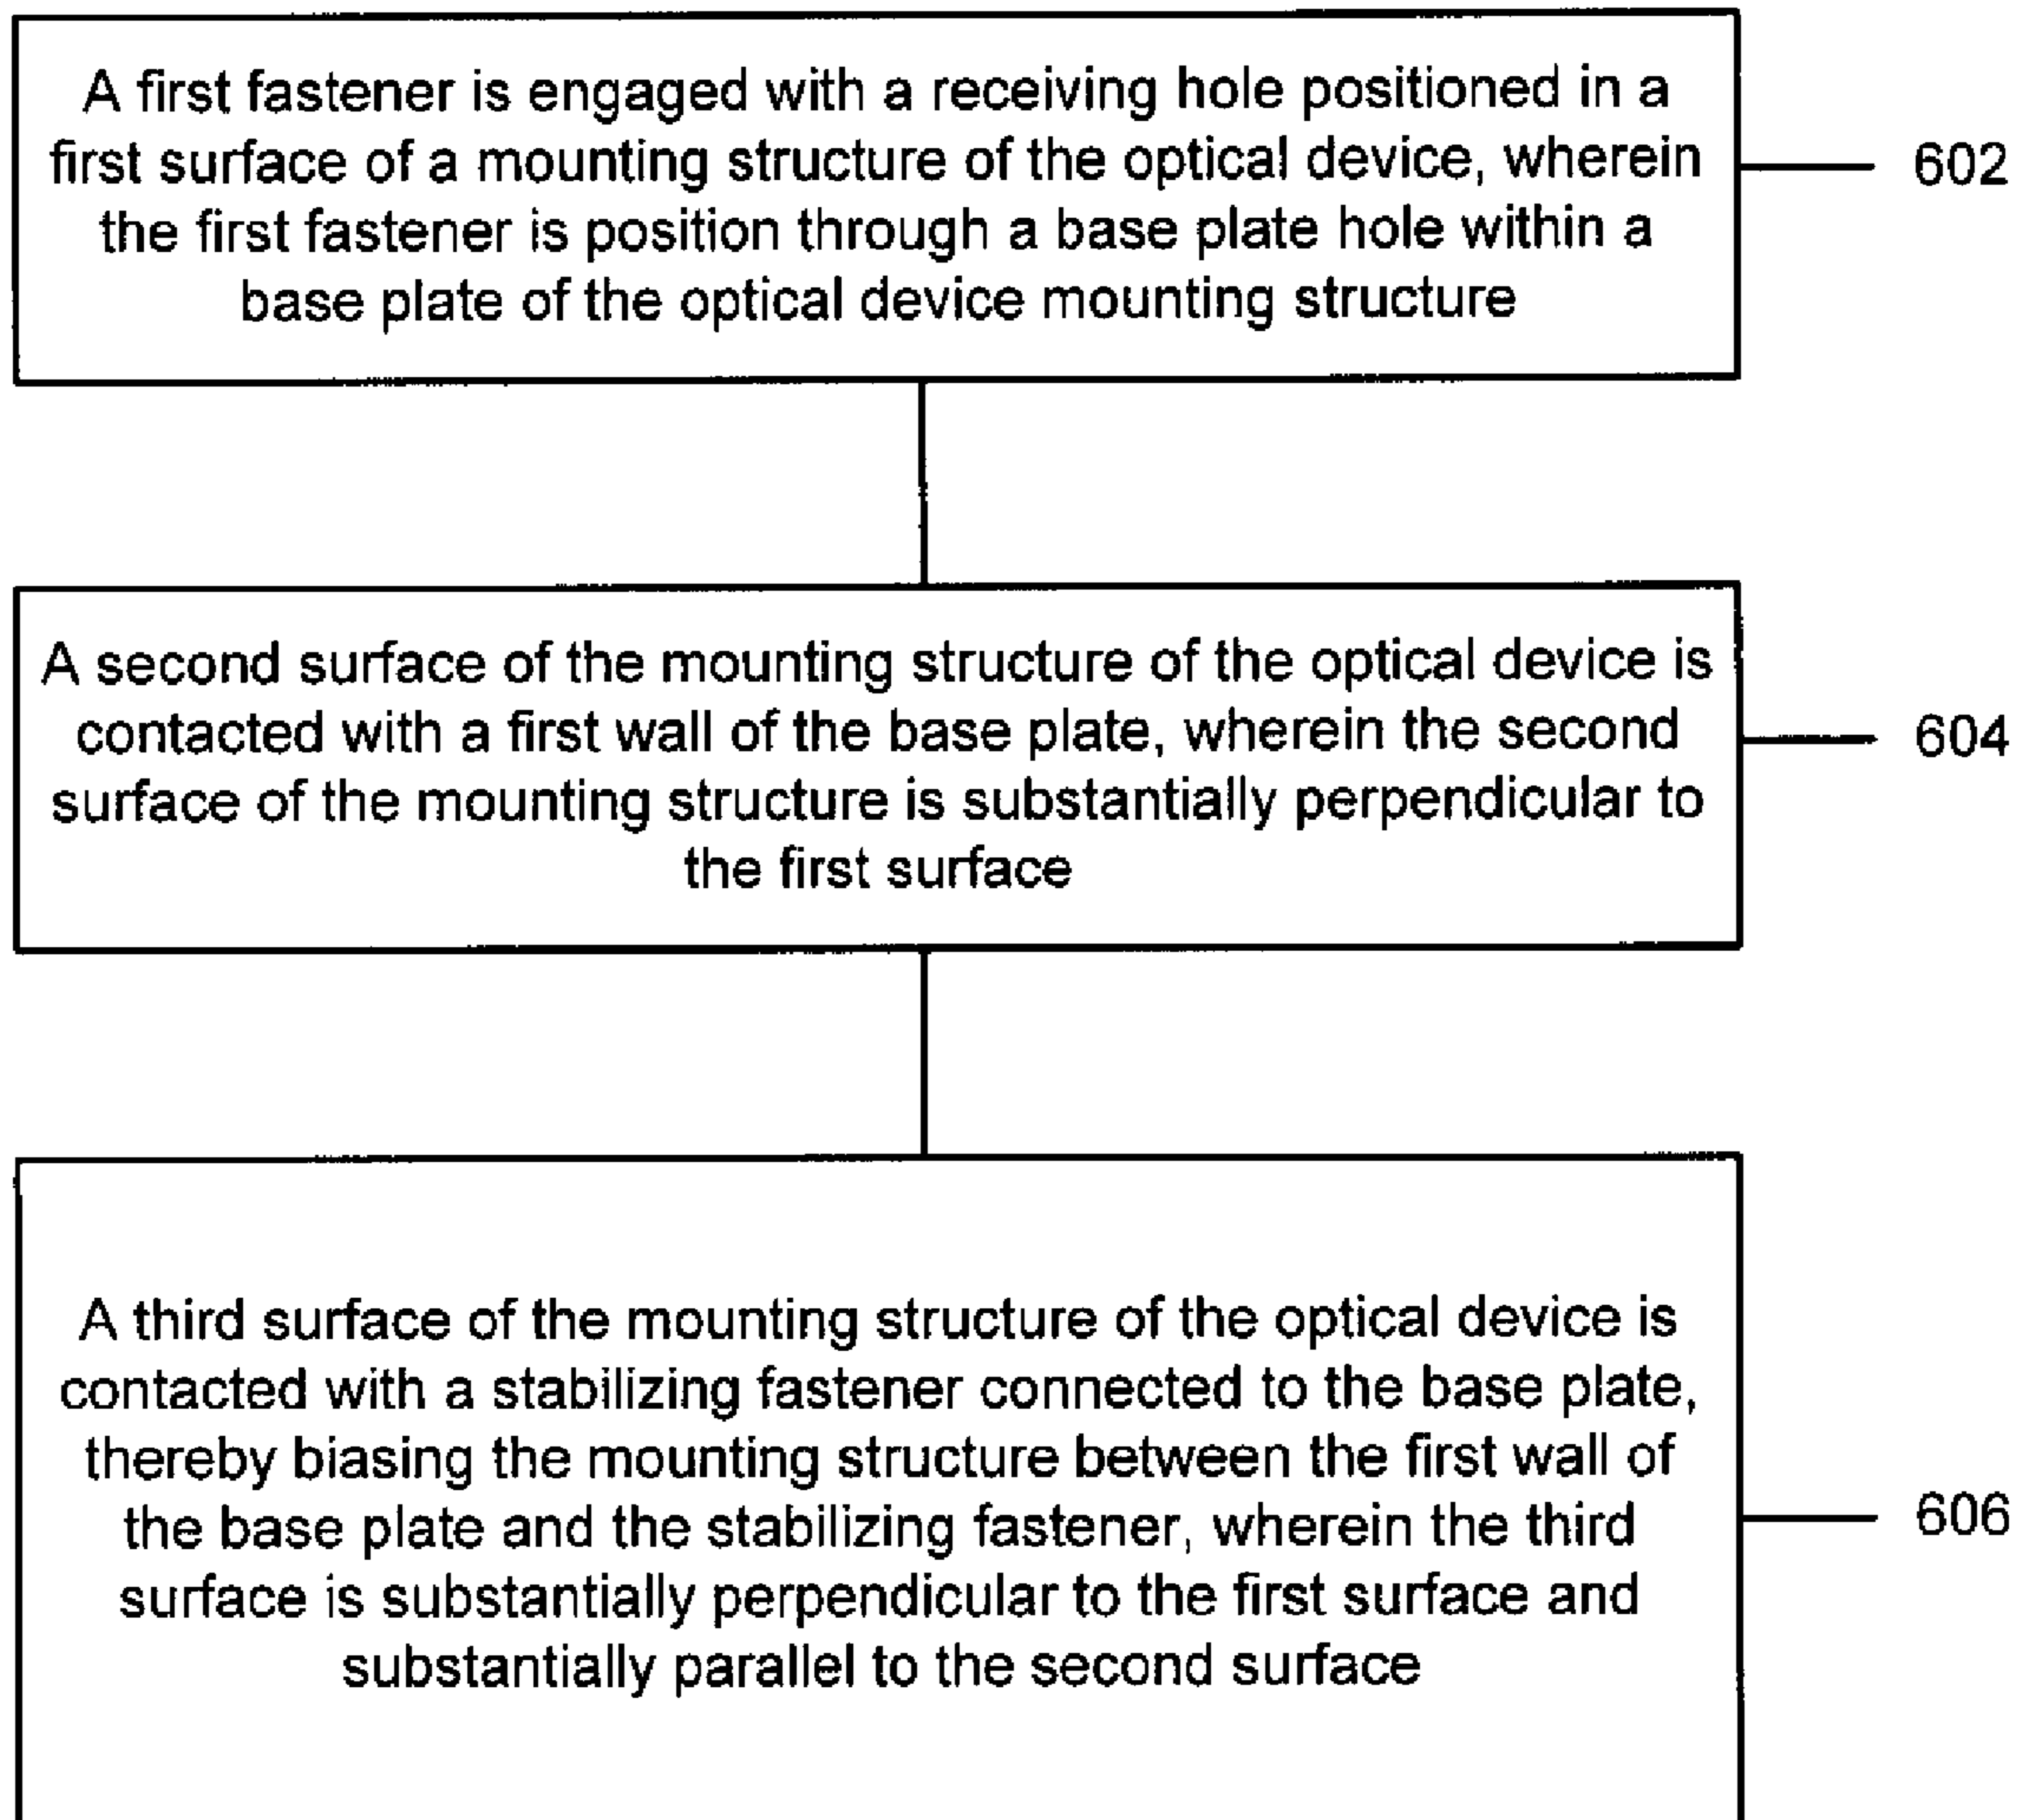 A first fastener is engaged with a receiving hole positioned in a
first surface of a mounting structure of the optical device, wherein
the first fastener is position through a base plate hole within a
base plate of the optical device mounting structure
602
A second surface of the mounting structure of the optical device is
contacted with a first wall of the base plate, wherein the second
surface of the mounting structure is substantially perpendicular to
the first surface
604
A third surface of the mounting structure of the optical device is
contacted with a stabilizing fastener connected to the base plate,
thereby biasing the mounting structure between the first wall of
the base plate and the stabilizing fastener, wherein the third
surface is substantially perpendicular to the first surface and
substantially parallel to the second surface
606